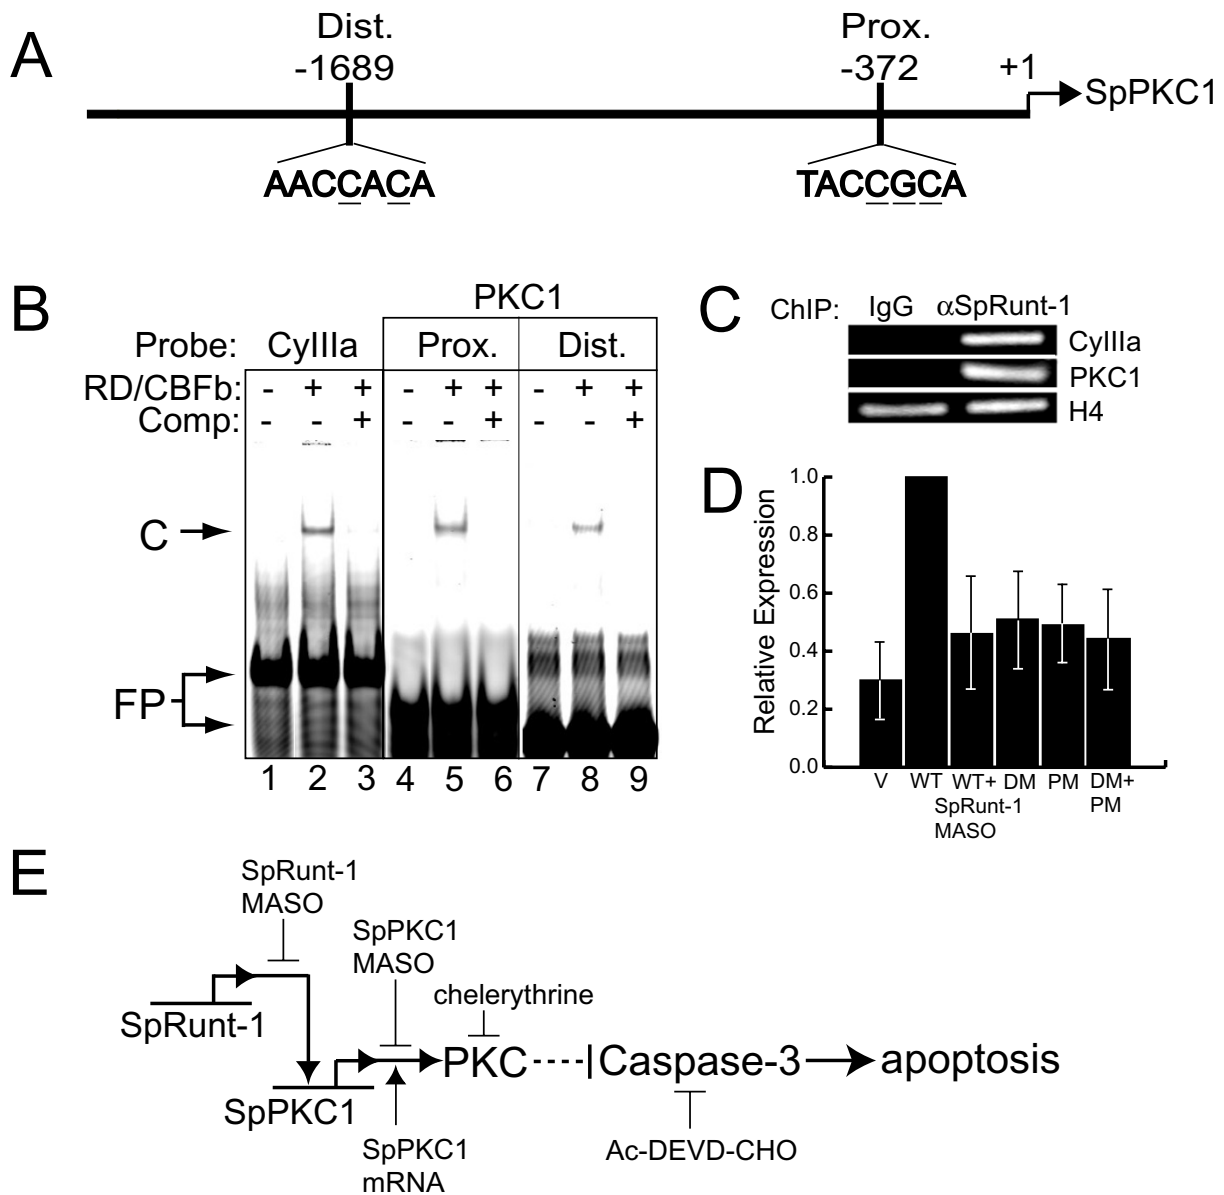 A
Dist.
-1689
Prox.
-372
+1
SpPKC1
AACCACA
TACCGCA
B
PKC1
Probe: CyIIIa Prox. Dist.
RD/CBFb: - + + - + + - + +
Comp: - - + - - + - - +
C
FP
1 2 3 4 5 6 7 8 9
C
ChIP: IgG αSpRunt-1
CyIIIa
PKC1
H4
D
Relative Expression
1.0
0.8
0.6
0.4
0.2
0.0
V WT WT+ DM PM DM+
SpRunt-1 PM
MASO
E
SpRunt-1
MASO
SpPKC1
MASO
chelerythrine
SpRunt-1
PKC Caspase-3 apoptosis
SpPKC1
SpPKC1
mRNA
Ac-DEVD-CHO